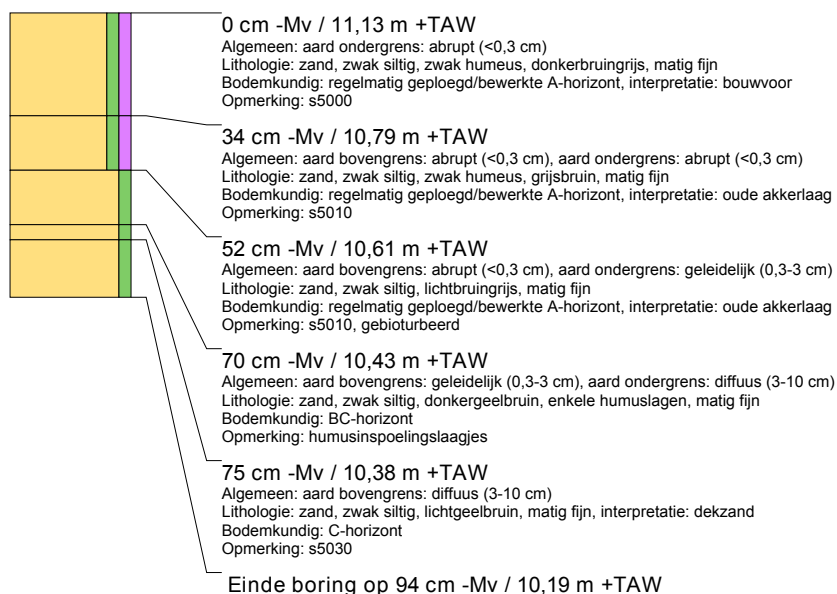 0 cm -Mv / 11,13 m +TAW
Algemeen: aard ondergrens: abrupt (<0,3 cm)
Lithologie: zand, zwak siltig, zwak humeus, donkerbruingrijs, matig fijn
Bodemkundig: regelmatig geploegd/bewerkte A-horizont, interpretatie: bouwvoor
Opmerking: s5000
34 cm -Mv / 10,79 m +TAW
Algemeen: aard bovengrens: abrupt (<0,3 cm), aard ondergrens: abrupt (<0,3 cm)
Lithologie: zand, zwak siltig, zwak humeus, grijsbruin, matig fijn
Bodemkundig: regelmatig geploegd/bewerkte A-horizont, interpretatie: oude akkerlaag
Opmerking: s5010
52 cm -Mv / 10,61 m +TAW
Algemeen: aard bovengrens: abrupt (<0,3 cm), aard ondergrens: geleidelijk (0,3-3 cm)
Lithologie: zand, zwak siltig, lichtbruingrijs, matig fijn
Bodemkundig: regelmatig geploegd/bewerkte A-horizont, interpretatie: oude akkerlaag
Opmerking: s5010, gebioturbeerd
70 cm -Mv / 10,43 m +TAW
Algemeen: aard bovengrens: geleidelijk (0,3-3 cm), aard ondergrens: diffuus (3-10 cm)
Lithologie: zand, zwak siltig, donkergeelbruin, enkele humuslagen, matig fijn
Bodemkundig: BC-horizont
Opmerking: humusinspoelingslaagjes
75 cm -Mv / 10,38 m +TAW
Algemeen: aard bovengrens: diffuus (3-10 cm)
Lithologie: zand, zwak siltig, lichtgeelbruin, matig fijn, interpretatie: dekzand
Bodemkundig: C-horizont
Opmerking: s5030
Einde boring op 94 cm -Mv / 10,19 m +TAW